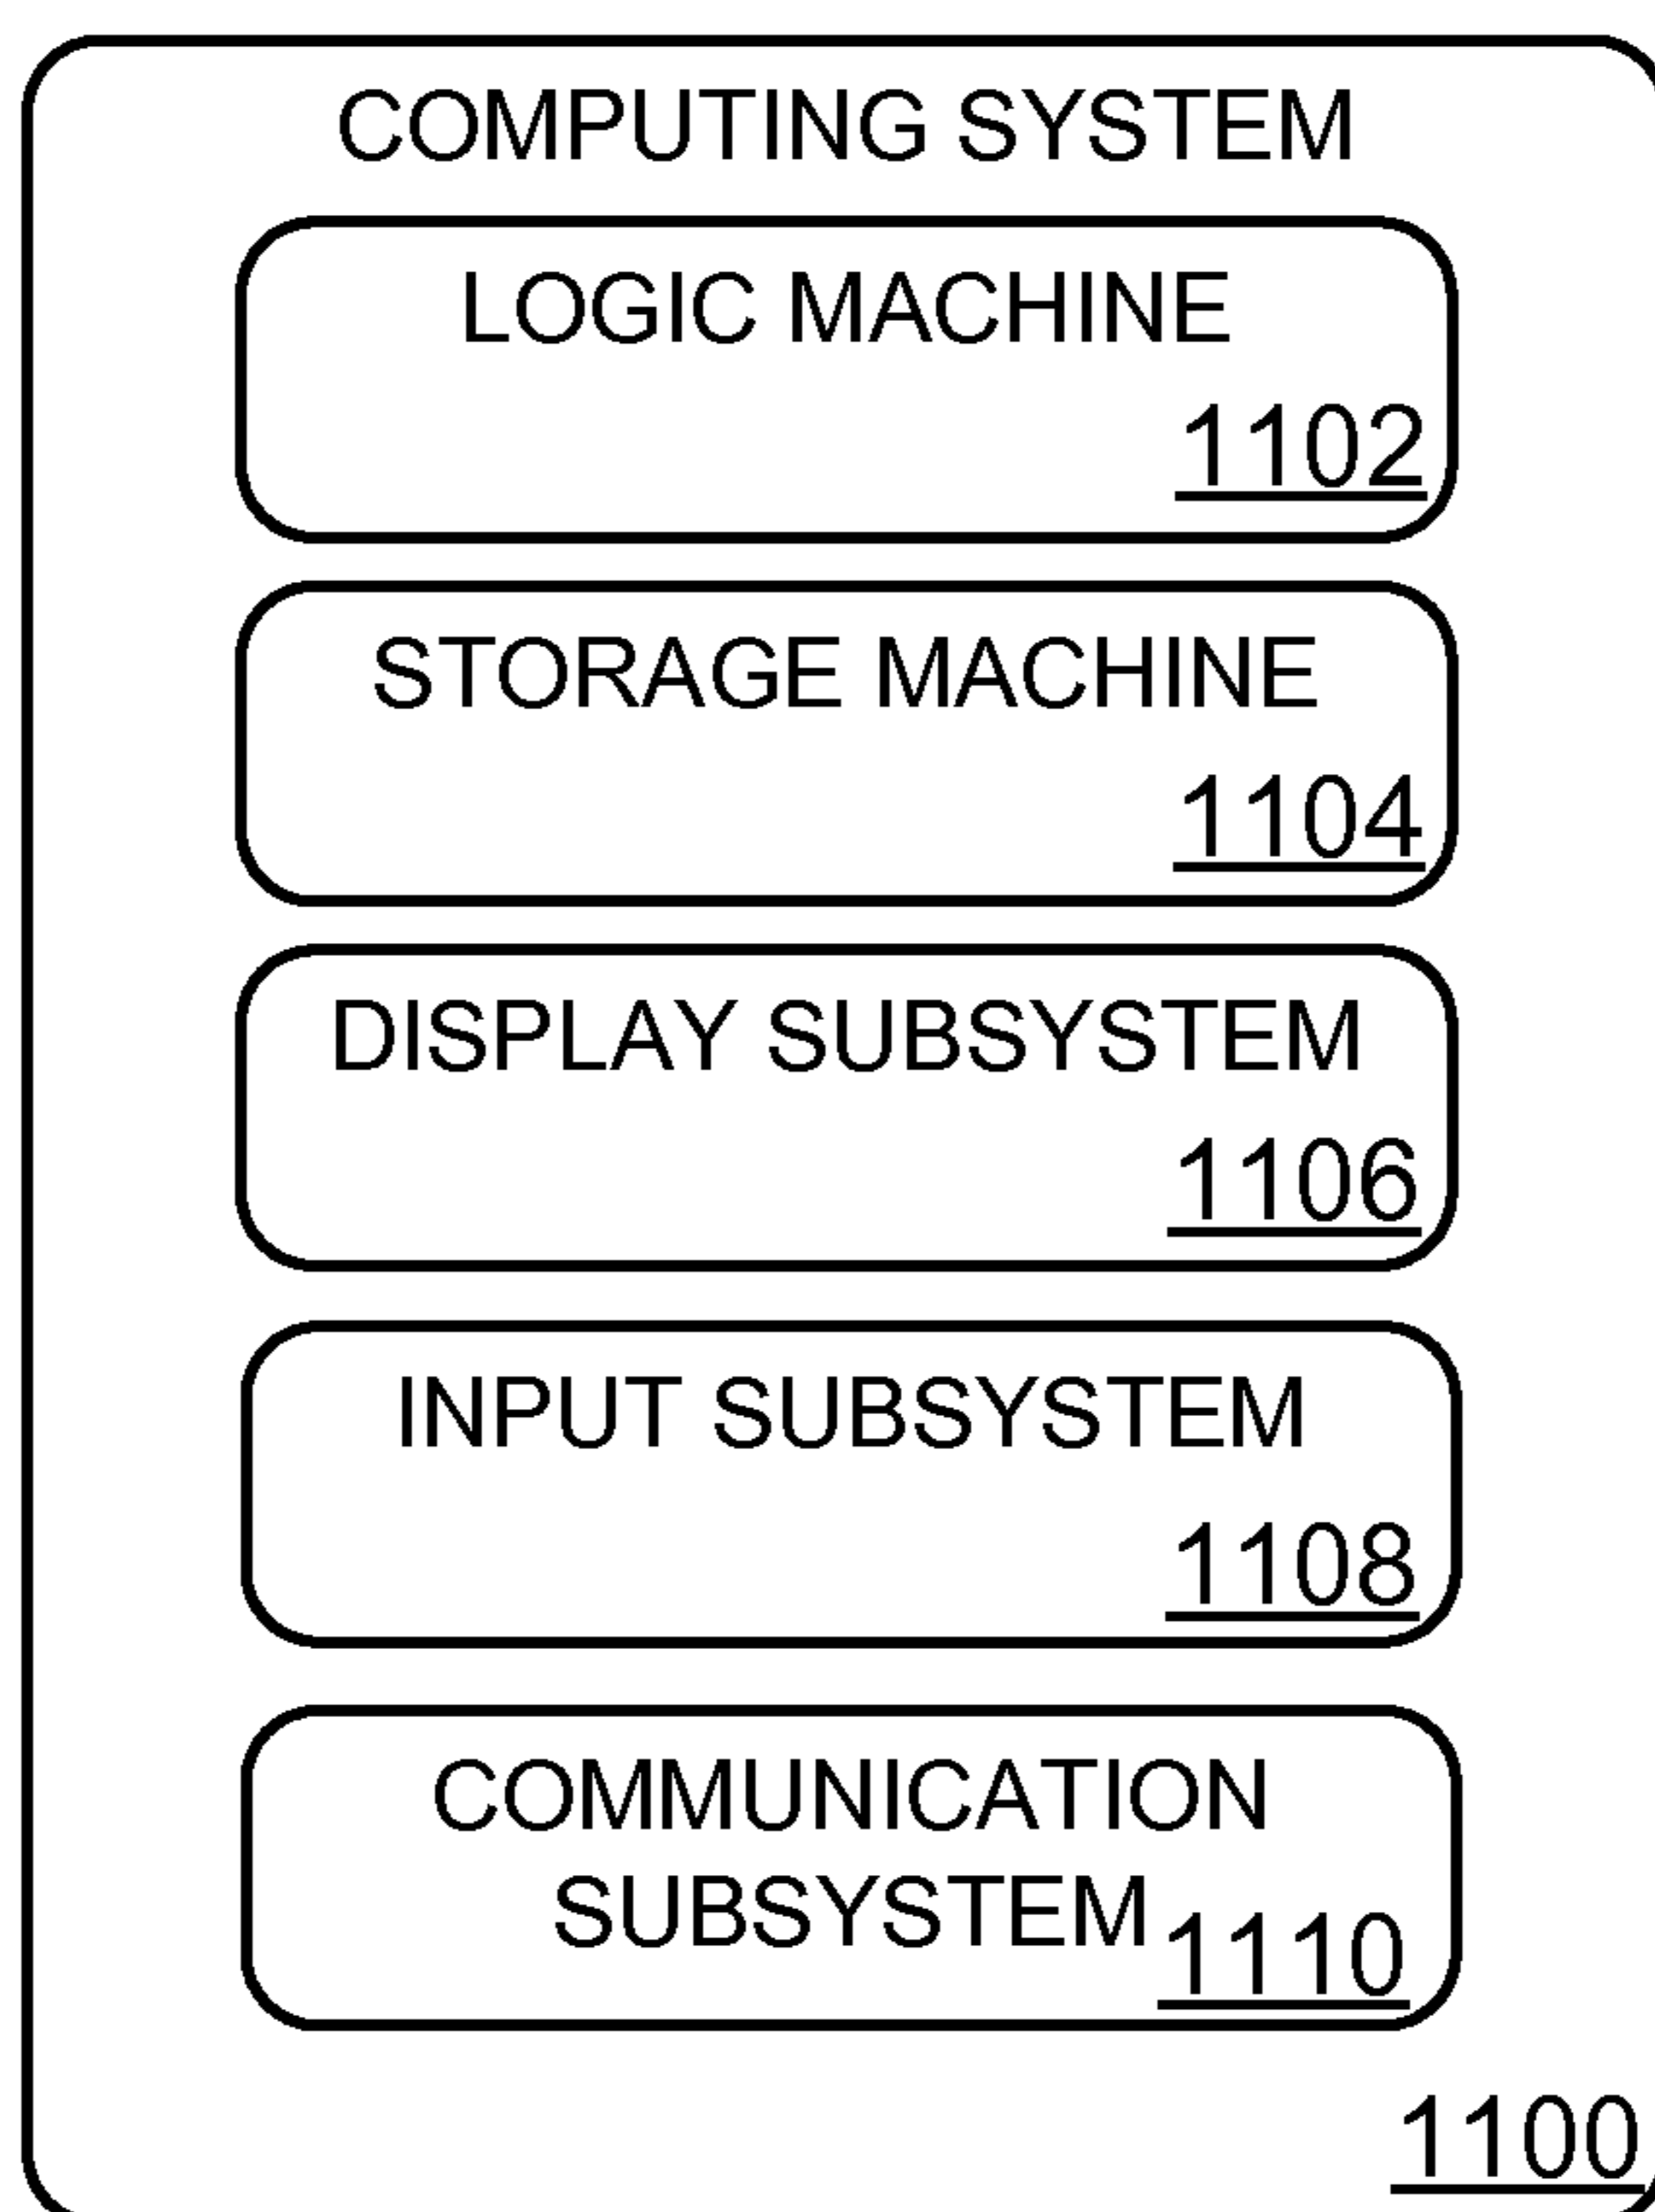 COMPUTING SYSTEM
LOGIC MACHINE
1102
STORAGE MACHINE
1104
DISPLAY SUBSYSTEM
1106
INPUT SUBSYSTEM
1108
COMMUNICATION
SUBSYSTEM 1110
1100